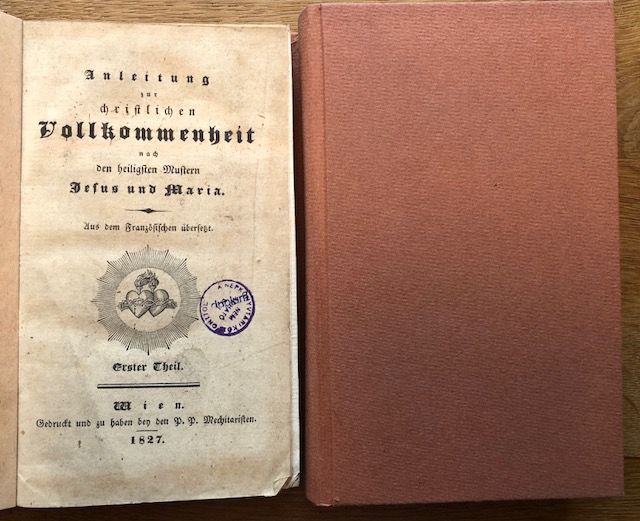 Anleitung
zur
christlichen
Vollkommenheit
nach
den heiligsten Mustern
Jesus und Maria.
Aus dem Französischen übersetzt.
Erster Theil.
Wien.
Gedruckt und zu haben bey den P. P. Mechitaristen.
1827.